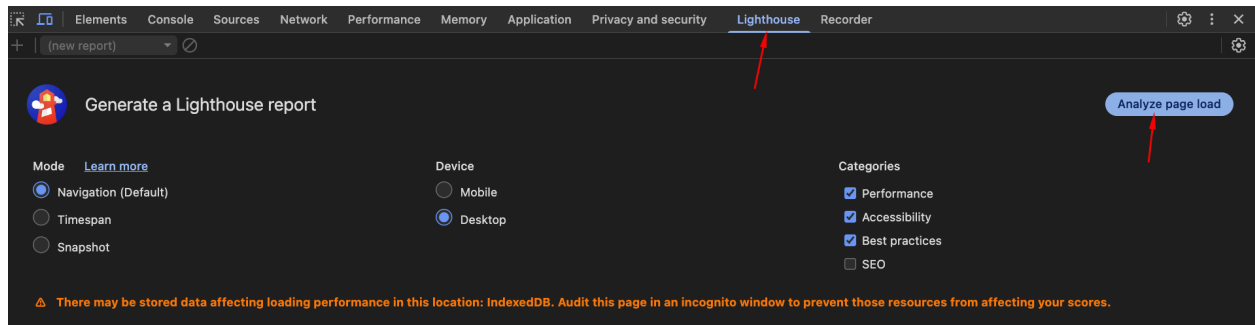 Elements Console Sources Network Performance Memory Application Privacy and security Lighthouse Recorder
(new report)
Generate a Lighthouse report
Analyze page load
Mode Learn more
Navigation (Default)
Timespan
Snapshot
Device
Mobile
Desktop
Categories
Performance
Accessibility
Best practices
SEO
There may be stored data affecting loading performance in this location: IndexedDB. Audit this page in an incognito window to prevent those resources from affecting your scores.